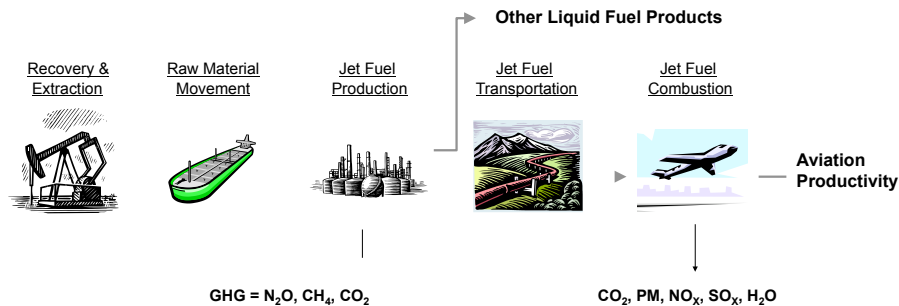 Other Liquid Fuel Products
Recovery &
Extraction
Raw Material
Movement
Jet Fuel
Production
Jet Fuel
Transportation
Jet Fuel
Combustion
Aviation
Productivity
GHG = N₂O, CH₄, CO₂
CO₂, PM, NOₓ, SOₓ, H₂O